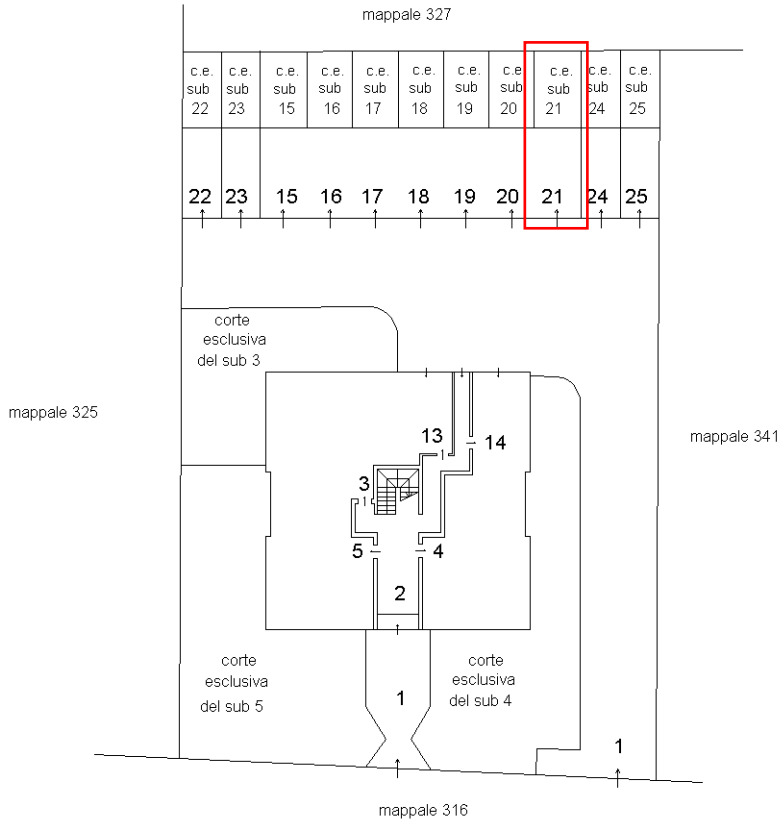 mappale 327
c.e. c.e. c.e. c.e. c.e. c.e. c.e. c.e. c.e. c.e. c.e.
sub sub sub sub sub sub sub sub sub sub sub
22 23 15 16 17 18 19 20 21 24 25
22 23 15 16 17 18 19 20 21 24 25
corte
esclusiva
del sub 3
mappale 325
mappale 341
13
14
3
5
4
2
corte
esclusiva
del sub 5
1
corte
esclusiva
del sub 4
1
mappale 316